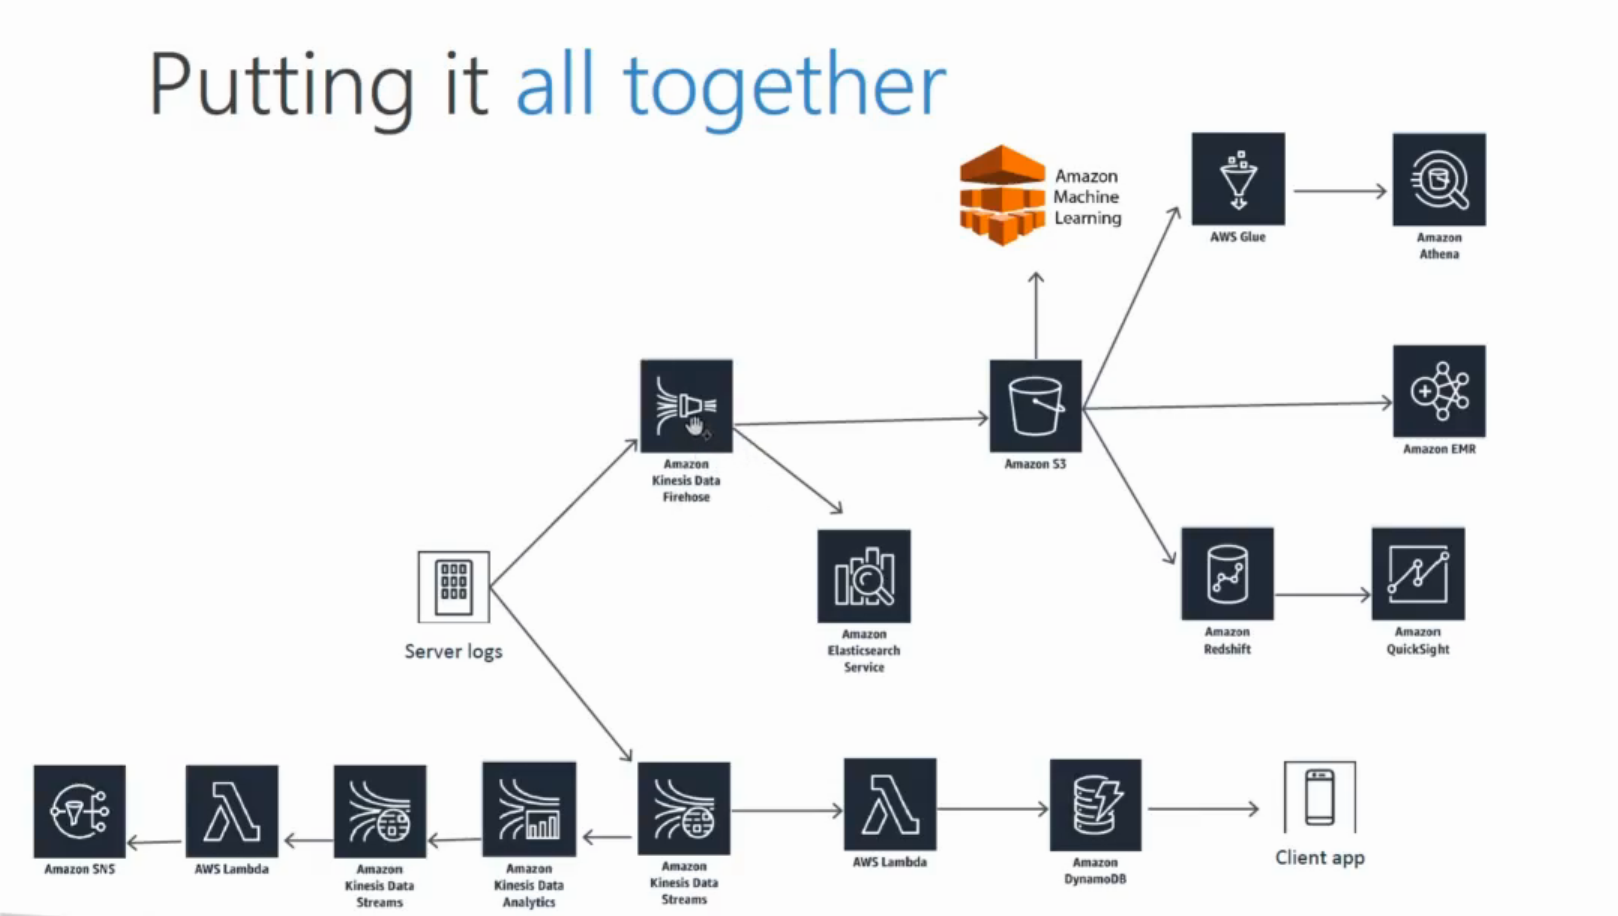 Putting it all together
Amazon
Machine
Learning
AWS Glue
Amazon
Athena
Amazon
Kinesis Data
Firehose
Amazon S3
Amazon EMR
Server logs
Amazon
Elasticsearch
Service
Amazon
Redshift
Amazon
QuickSight
Amazon SNS
AWS Lambda
Amazon
Kinesis Data
Streams
Amazon
Kinesis Data
Analytics
Amazon
Kinesis Data
Streams
AWS Lambda
Amazon
DynamoDB
Client app